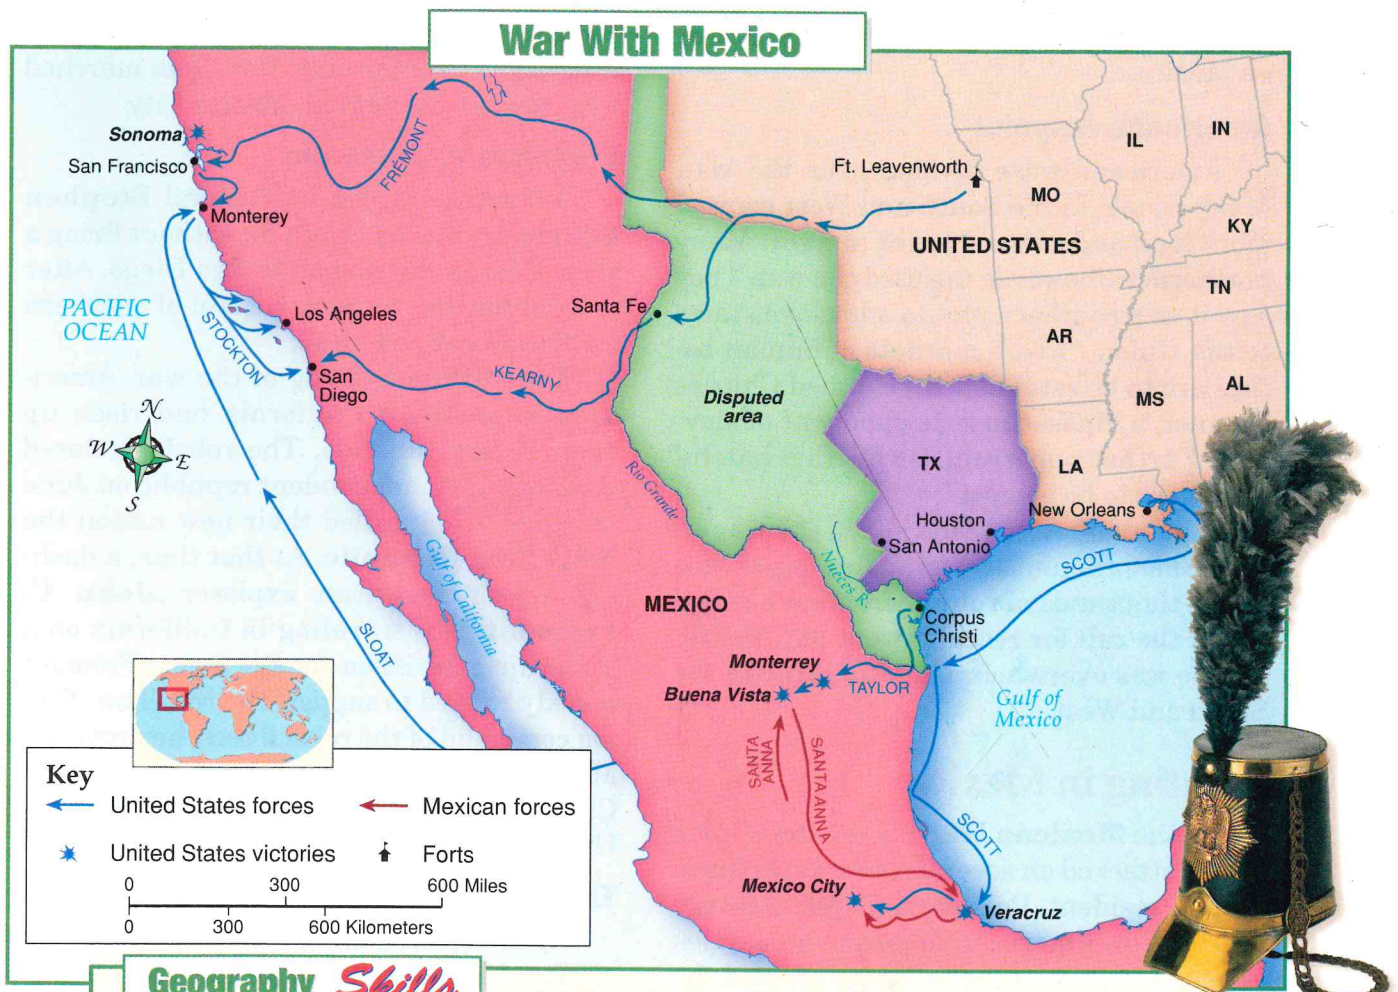 War With Mexico
Sonoma
San Francisco
Monterey
FRÉMONT
Ft. Leavenworth
IL
IN
MO
KY
UNITED STATES
TN
PACIFIC
OCEAN
STOCKTON
Los Angeles
Santa Fe
AR
San
Diego
KEARNY
Disputed
area
MS
AL
N
W
E
S
TX
LA
Rio Grande
Houston
New Orleans
San Antonio
Gulf of California
Nueces R.
SCOTT
SLOAT
MEXICO
Corpus
Christi
Monterrey
Buena Vista
TAYLOR
Gulf of
Mexico
SANTA
ANNA
SANTA ANNA
SCOTT
Mexico City
Veracruz
Key
United States forces
Mexican forces
United States victories
Forts
0 300 600 Miles
0 300 600 Kilometers
Geography Skills